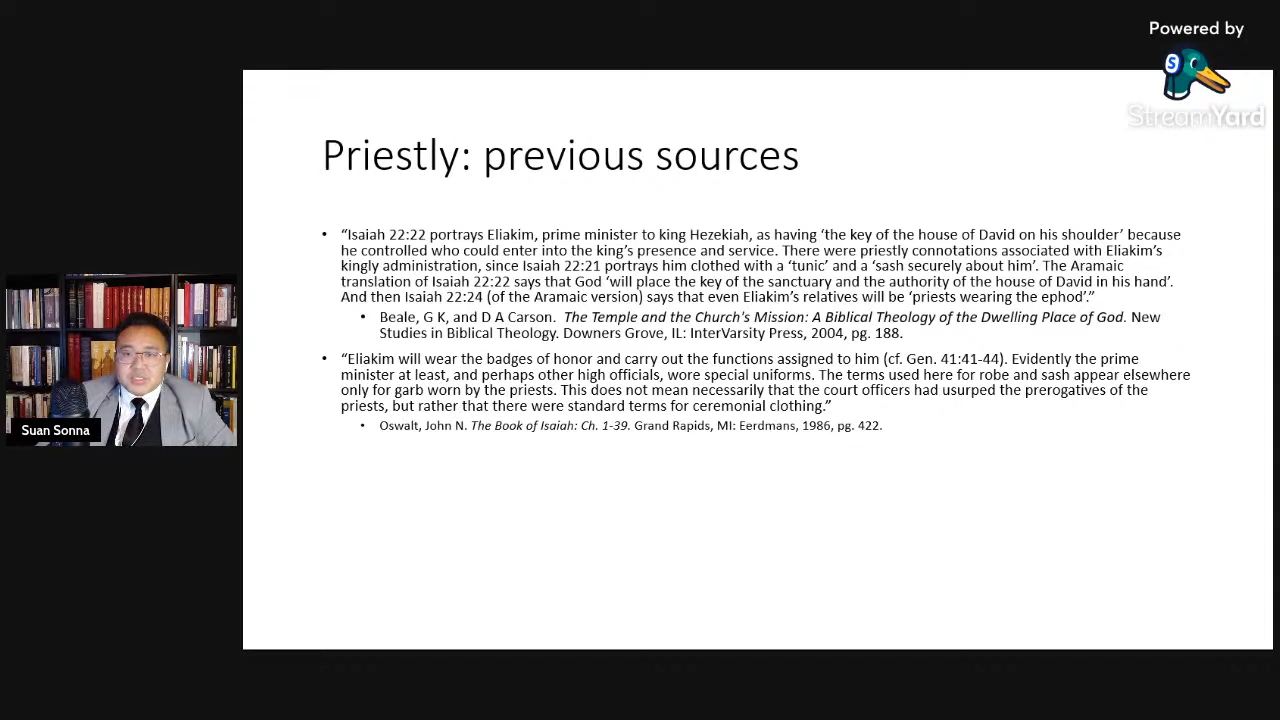 Powered by
S
StreamYard
Priestly: previous sources
• “Isaiah 22:22 portrays Eliakim, prime minister to king Hezekiah, as having ‘the key of the house of David on his shoulder’ because
he controlled who could enter into the king’s presence and service. There were priestly connotations associated with Eliakim’s
kingly administration, since Isaiah 22:21 portrays him clothed with a ‘tunic’ and a ‘sash securely about him’. The Aramaic
translation of Isaiah 22:22 says that God ‘will place the key of the sanctuary and the authority of the house of David in his hand’.
And then Isaiah 22:24 (of the Aramaic version) says that even Eliakim’s relatives will be ‘priests wearing the ephod’.”
• Beale, G K, and D A Carson. The Temple and the Church's Mission: A Biblical Theology of the Dwelling Place of God. New
Studies in Biblical Theology. Downers Grove, IL: InterVarsity Press, 2004, pg. 188.
• “Eliakim will wear the badges of honor and carry out the functions assigned to him (cf. Gen. 41:41-44). Evidently the prime
minister at least, and perhaps other high officials, wore special uniforms. The terms used here for robe and sash appear elsewhere
only for garb worn by the priests. This does not mean necessarily that the court officers had usurped the prerogatives of the
priests, but rather that there were standard terms for ceremonial clothing.”
• Oswalt, John N. The Book of Isaiah: Ch. 1-39. Grand Rapids, MI: Eerdmans, 1986, pg. 422.
Suan Sonna